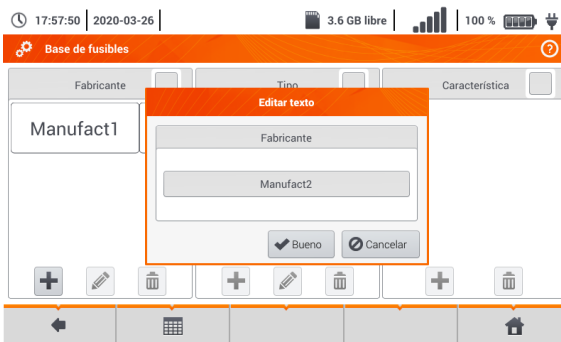 17:57:50 2020-03-26 3.6 GB libre 100 %
Base de fusibles
Fabricante Tipo Característica
Editar texto
Manufact1
Fabricante
Manufact2
Bueno Cancelar